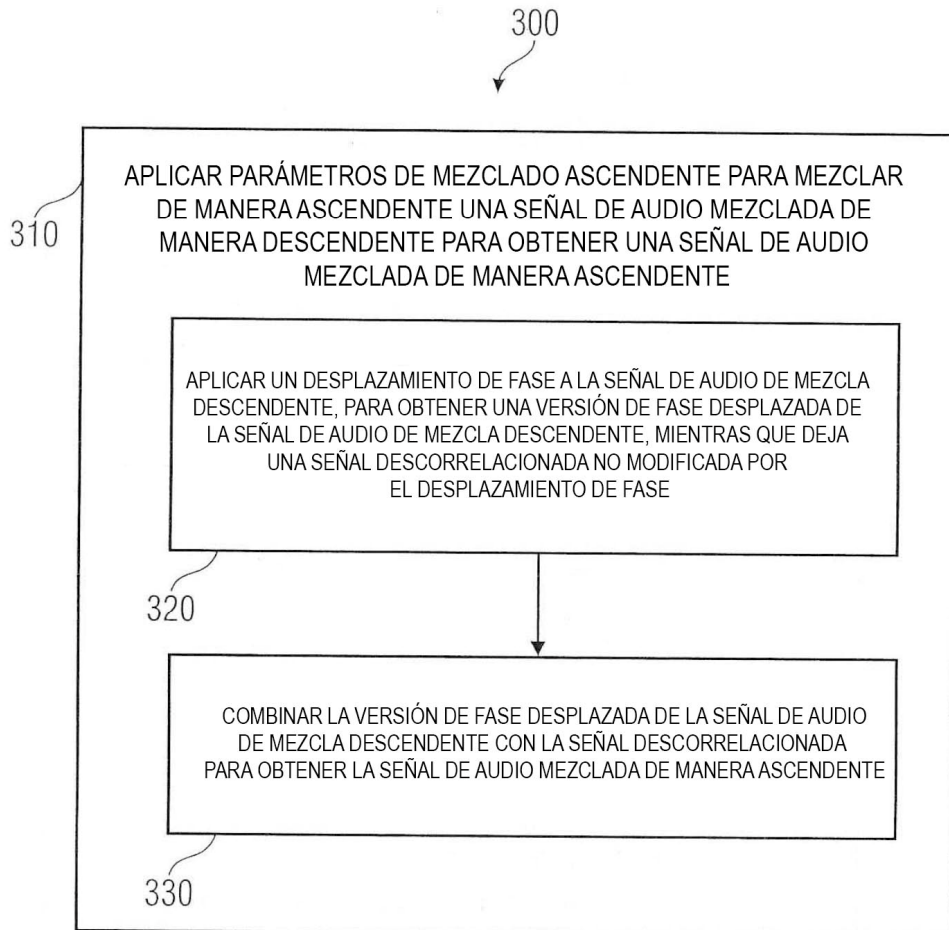 300
310
APLICAR PARÁMETROS DE MEZCLADO ASCENDENTE PARA MEZCLAR
DE MANERA ASCENDENTE UNA SEÑAL DE AUDIO MEZCLADA DE
MANERA DESCENDENTE PARA OBTENER UNA SEÑAL DE AUDIO
MEZCLADA DE MANERA ASCENDENTE
APLICAR UN DESPLAZAMIENTO DE FASE A LA SEÑAL DE AUDIO DE MEZCLA
DESCENDENTE, PARA OBTENER UNA VERSIÓN DE FASE DESPLAZADA DE
LA SEÑAL DE AUDIO DE MEZCLA DESCENDENTE, MIENTRAS QUE DEJA
UNA SEÑAL DESCORRELACIONADA NO MODIFICADA POR
EL DESPLAZAMIENTO DE FASE
320
COMBINAR LA VERSIÓN DE FASE DESPLAZADA DE LA SEÑAL DE AUDIO
DE MEZCLA DESCENDENTE CON LA SEÑAL DESCORRELACIONADA
PARA OBTENER LA SEÑAL DE AUDIO MEZCLADA DE MANERA ASCENDENTE
330